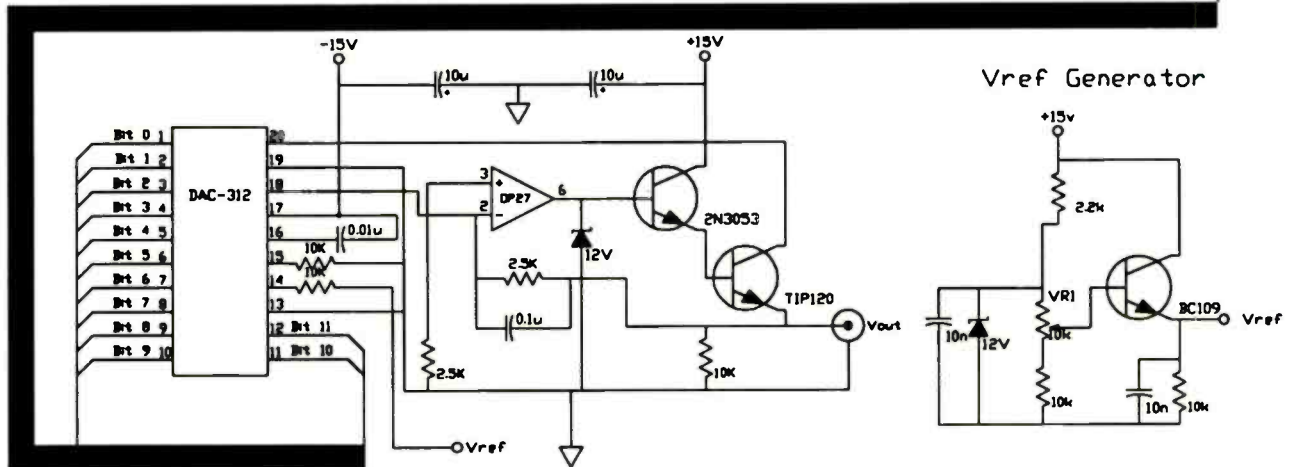 -15V
+15V
10u
+
10u
+
Vref Generator
+15v
Bit 0 1
Bit 1 2
Bit 2 3
Bit 3 4
Bit 4 5
Bit 5 6
Bit 6 7
Bit 7 8
Bit 8 9
Bit 9 10
DAC-312
20
19
18
17
16
15
14
13
12 Bit 11
11 Bit 10
0.01u
10K
10K
3
+
OP27
2
-
6
12V
2N3053
TIP120
2.5K
0.1u
2.5K
10K
Vout
Vref
2.2k
VR1
10k
BC109
Vref
10n
12V
10k
10n
10k